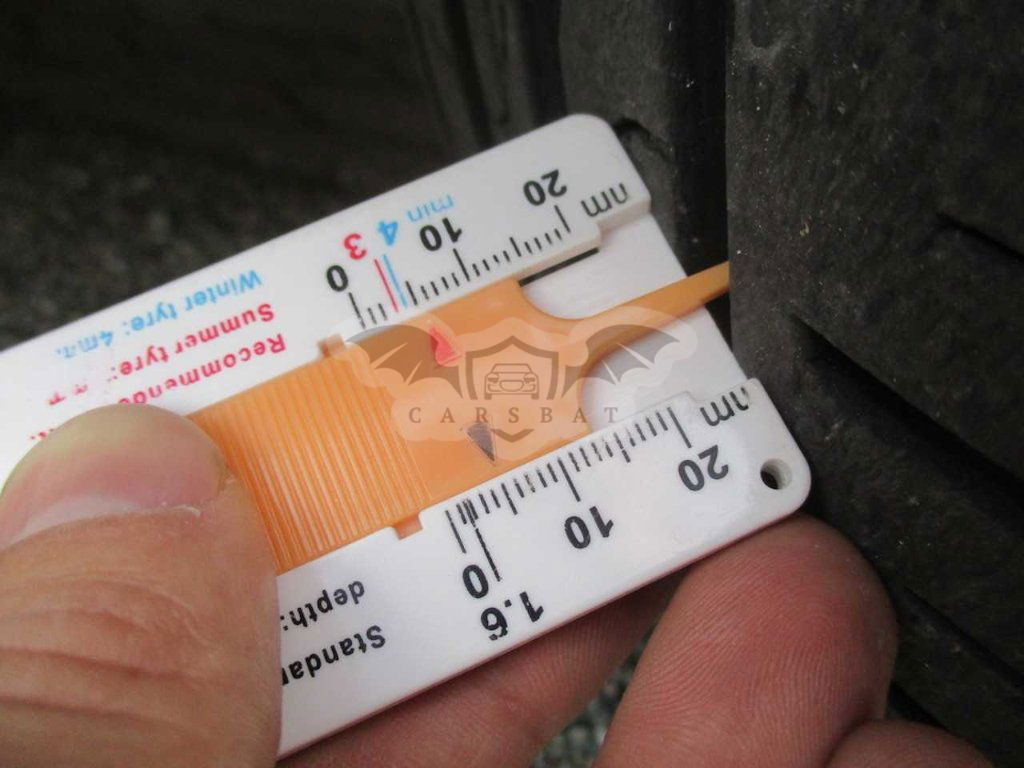 Standar
depth:
1.6
0 10 20 mm
CARSBAT
Recommende
Summer tyre:
Winter tyre: 4m
3
min 4
0 10 20 mm